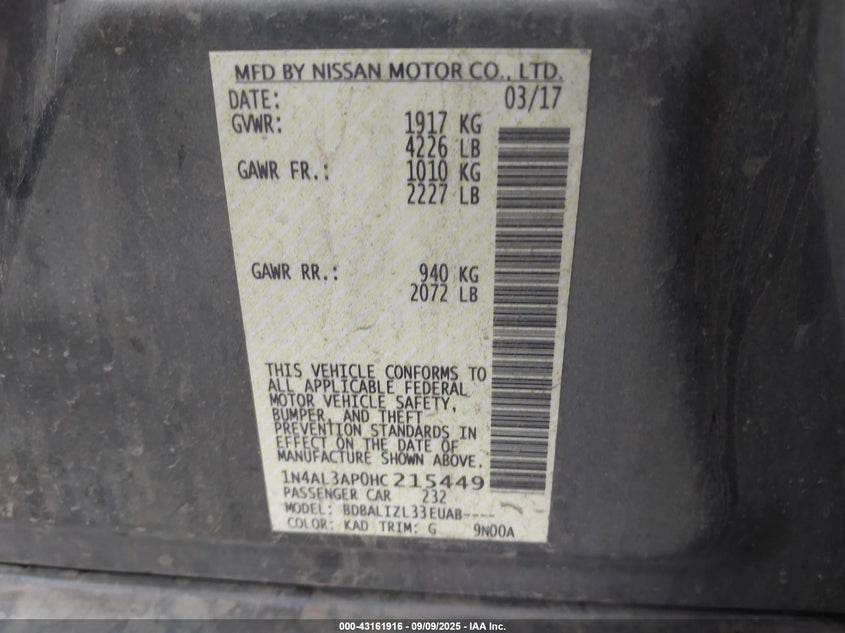 MFD BY NISSAN MOTOR CO., LTD.
DATE: 03/17
GVWR: 1917 KG
4226 LB
GAWR FR.: 1010 KG
2227 LB
GAWR RR.: 940 KG
2072 LB
THIS VEHICLE CONFORMS TO
ALL APPLICABLE FEDERAL
MOTOR VEHICLE SAFETY,
BUMPER, AND THEFT
PREVENTION STANDARDS IN
EFFECT ON THE DATE OF
MANUFACTURE SHOWN ABOVE.
1N4AL3AP0HC215449
PASSENGER CAR 232
MODEL: BDBALIZL33EUAB----
COLOR: KAD TRIM: G 9N00A
000-43161916 - 09/09/2025 - IAA Inc.